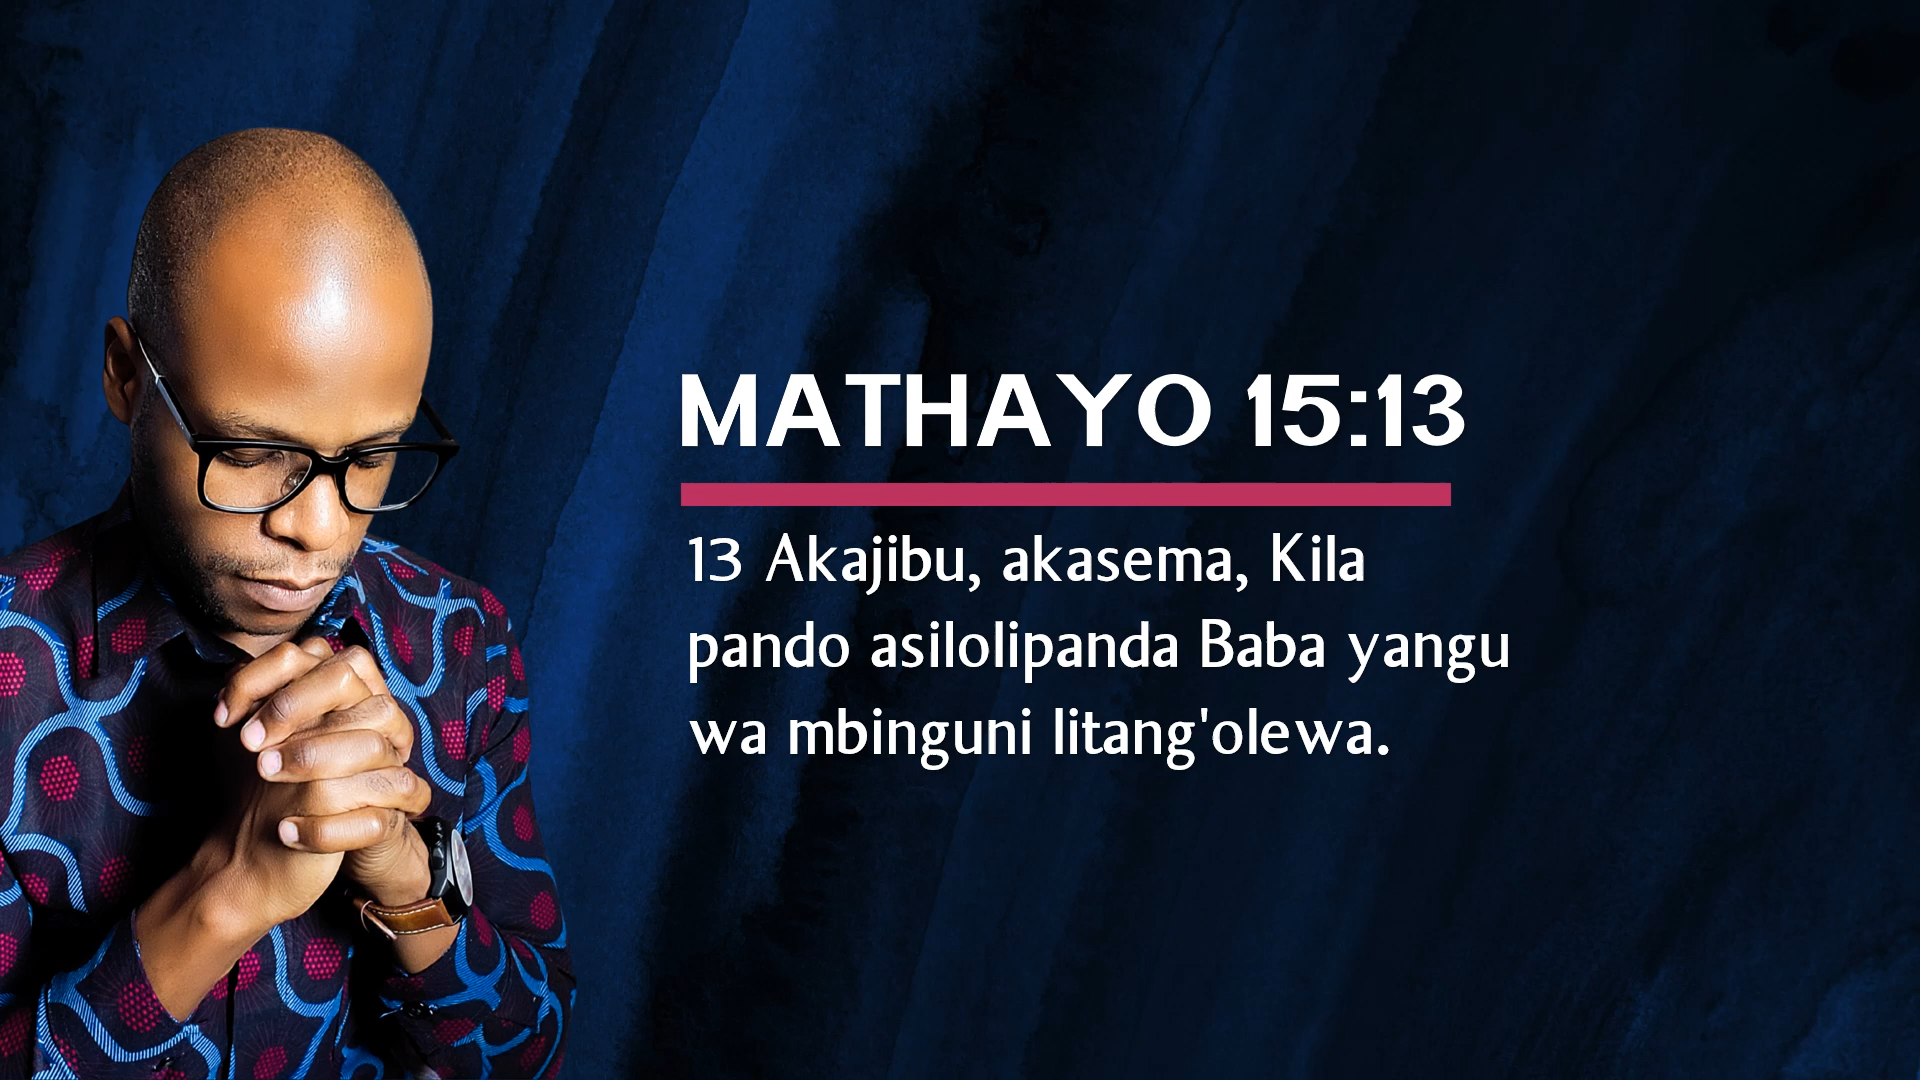 MATHAYO 15:13
13 Akajibu, akasema, Kila
pando asilolipanda Baba yangu
wa mbinguni litang'olewa.